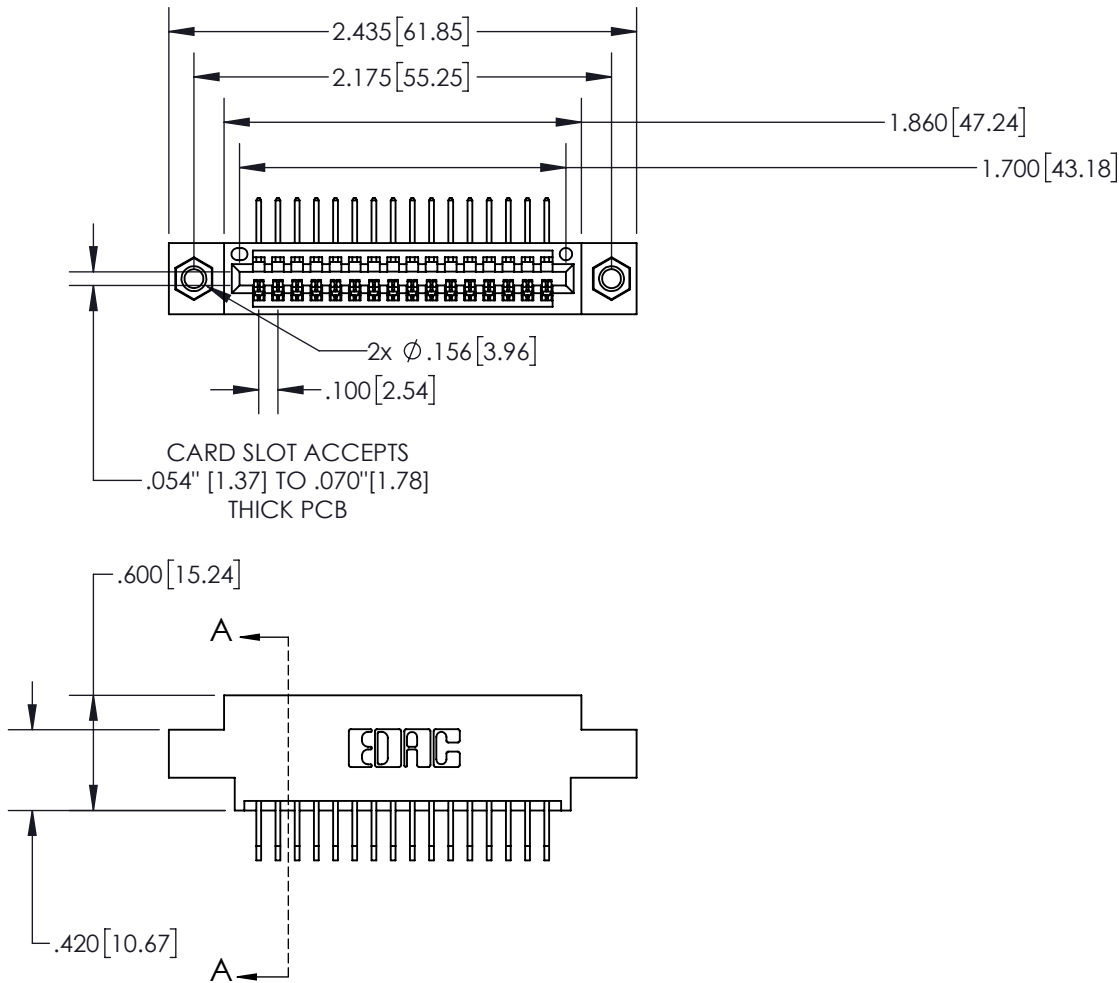 2.435[61.85]
2.175[55.25]
1.860[47.24]
1.700[43.18]
2x Ø.156[3.96]
.100[2.54]
CARD SLOT ACCEPTS
.054" [1.37] TO .070"[1.78]
THICK PCB
.600[15.24]
A
EDAC
.420[10.67]
A